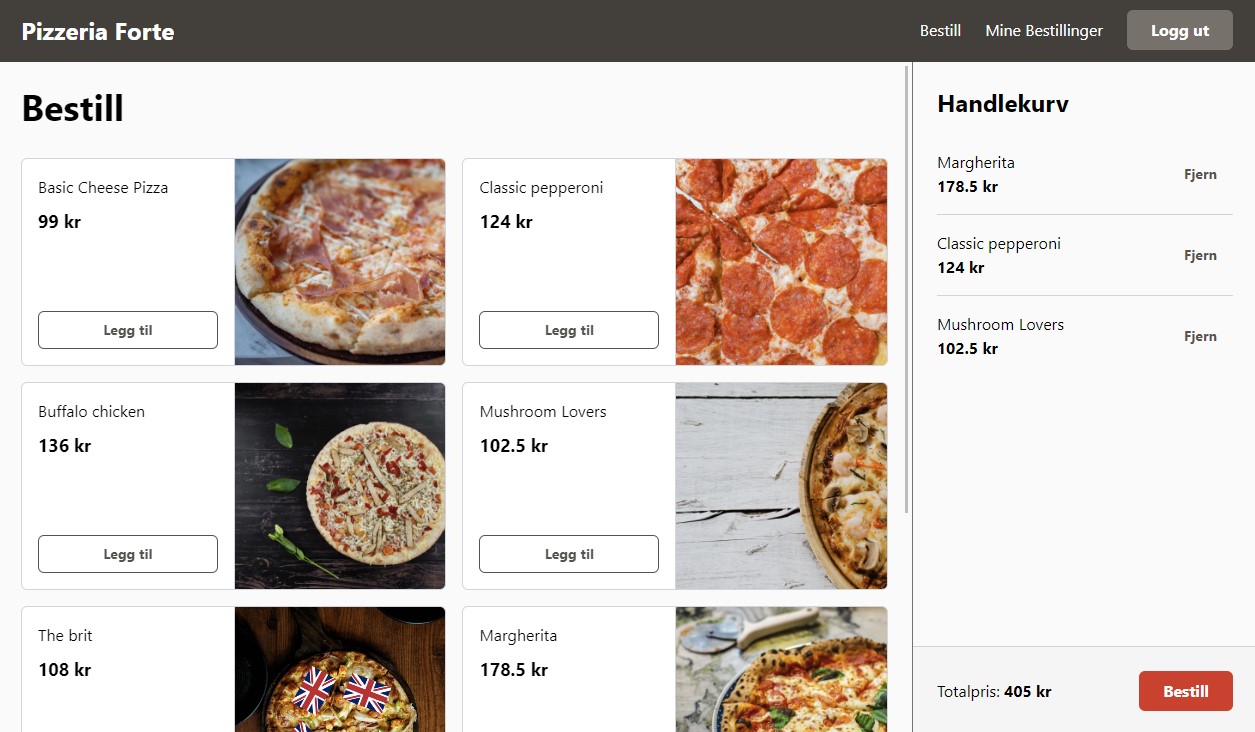 Pizzeria Forte
Bestill
Mine Bestillinger
Logg ut
Bestill
Basic Cheese Pizza
99 kr
Legg til
Classic pepperoni
124 kr
Legg til
Buffalo chicken
136 kr
Legg til
Mushroom Lovers
102.5 kr
Legg til
The brit
108 kr
Margherita
178.5 kr
Handlekurv
Margherita
178.5 kr
Fjern
Classic pepperoni
124 kr
Fjern
Mushroom Lovers
102.5 kr
Fjern
Totalpris: 405 kr
Bestill